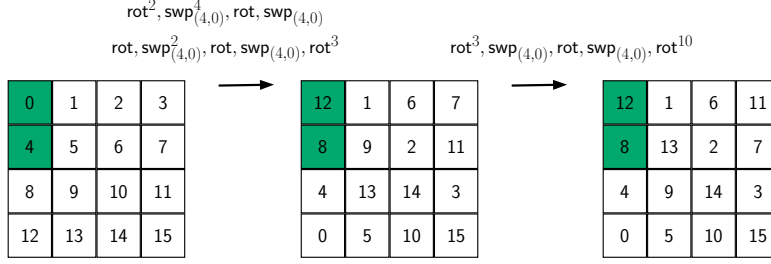 rot², swp⁴₍₄,₀₎, rot, swp₍₄,₀₎
rot, swp²₍₄,₀₎, rot, swp₍₄,₀₎, rot³
rot³, swp₍₄,₀₎, rot, swp₍₄,₀₎, rot¹⁰
0 1 2 3
4 5 6 7
8 9 10 11
12 13 14 15
12 1 6 7
8 9 2 11
4 13 14 3
0 5 10 15
12 1 6 11
8 13 2 7
4 9 14 3
0 5 10 15